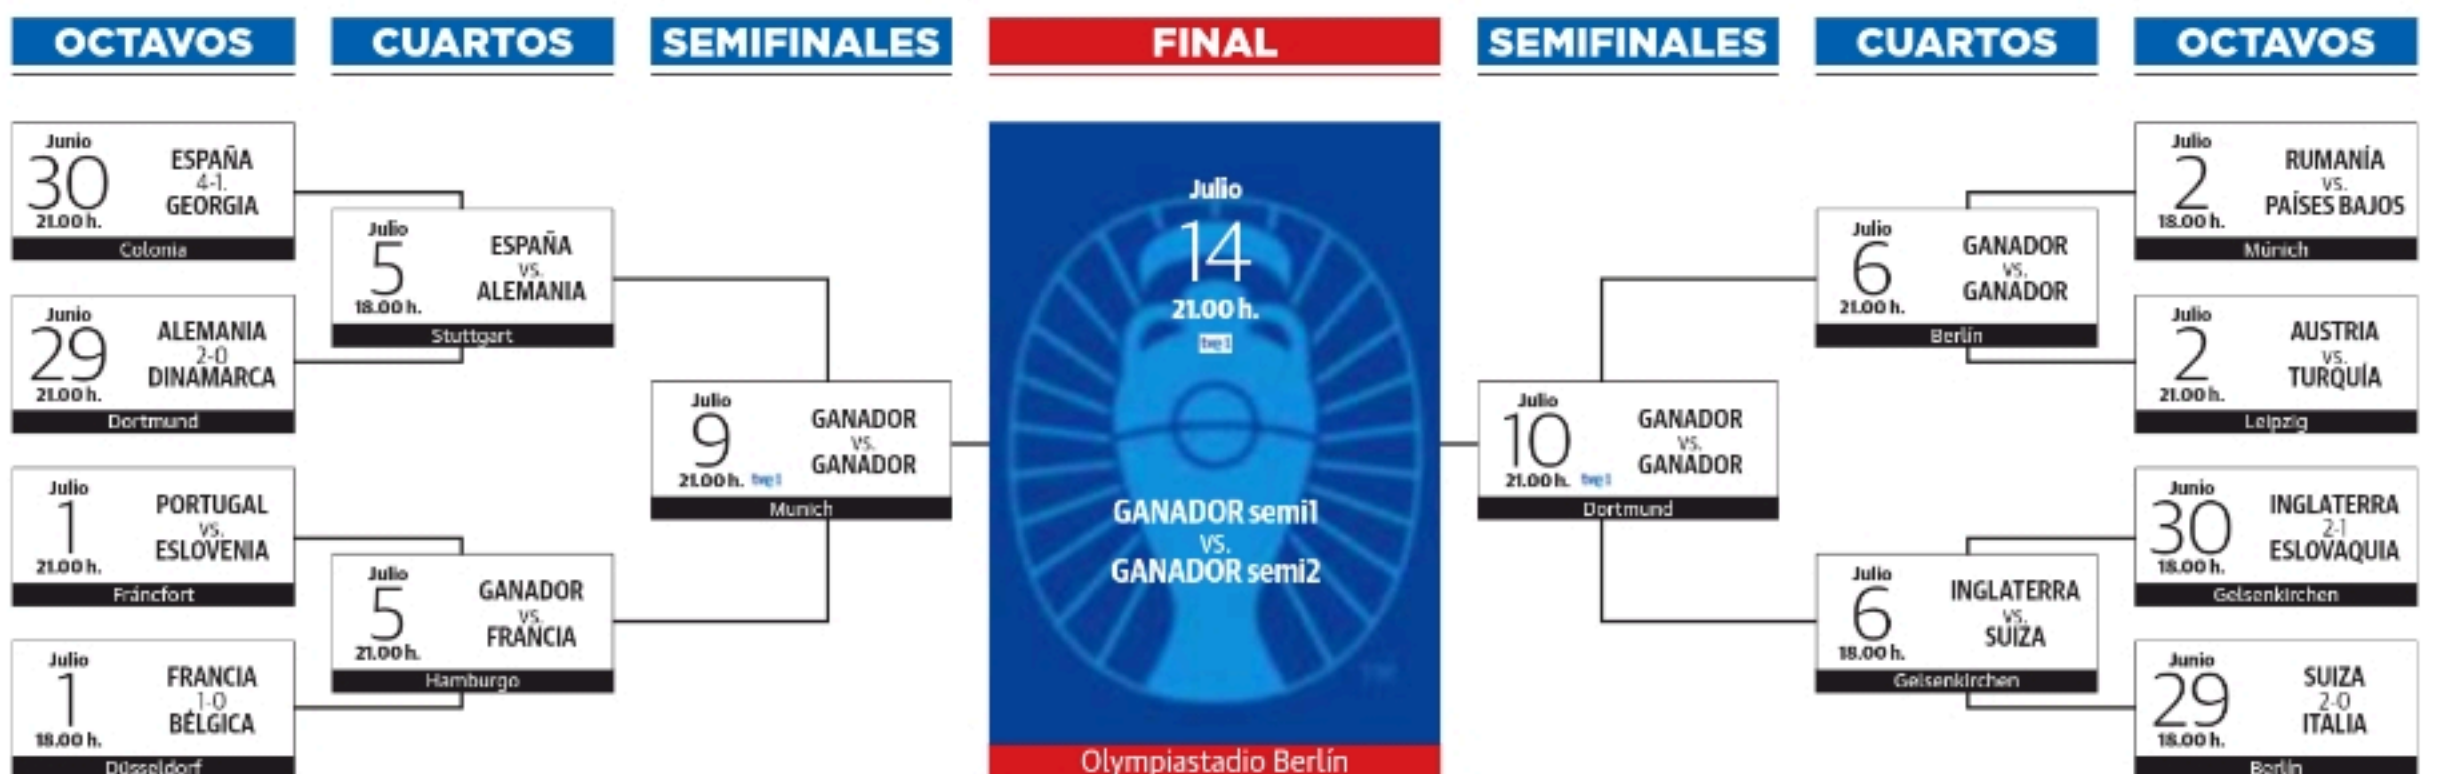 OCTAVOS
CUARTOS
SEMIFINALES
FINAL
SEMIFINALES
CUARTOS
OCTAVOS
Junio
30
21.00 h.
ESPAÑA
4-1.
GEORGIA
Colonia
Junio
29
21.00 h.
ALEMANIA
2-0
DINAMARCA
Dortmund
Julio
1
21.00 h.
PORTUGAL
vs.
ESLOVENIA
Fráncfort
Julio
1
18.00 h.
FRANCIA
1-0
BÉLGICA
Düsseldorf
Julio
5
18.00 h.
ESPAÑA
vs.
ALEMANIA
Stuttgart
Julio
5
21.00 h.
GANADOR
vs.
FRANCIA
Hamburgo
Julio
9
21.00 h. tve1
GANADOR
vs.
GANADOR
Munich
Julio
14
21.00 h.
tve1
GANADOR semi1
vs.
GANADOR semi2
TM
Olympiastadio Berlín
Julio
10
21.00 h. tve1
GANADOR
vs.
GANADOR
Dortmund
Julio
6
21.00 h.
GANADOR
vs.
GANADOR
Berlín
Julio
6
18.00 h.
INGLATERRA
vs.
SUIZA
Gelsenkirchen
Julio
2
18.00 h.
RUMANÍA
vs.
PAÍSES BAJOS
Múnich
Julio
2
21.00 h.
AUSTRIA
vs.
TURQUÍA
Leipzig
Junio
30
18.00 h.
INGLATERRA
2-1
ESLOVAQUIA
Gelsenkirchen
Junio
29
18.00 h.
SUIZA
2-0
ITALIA
Berlín